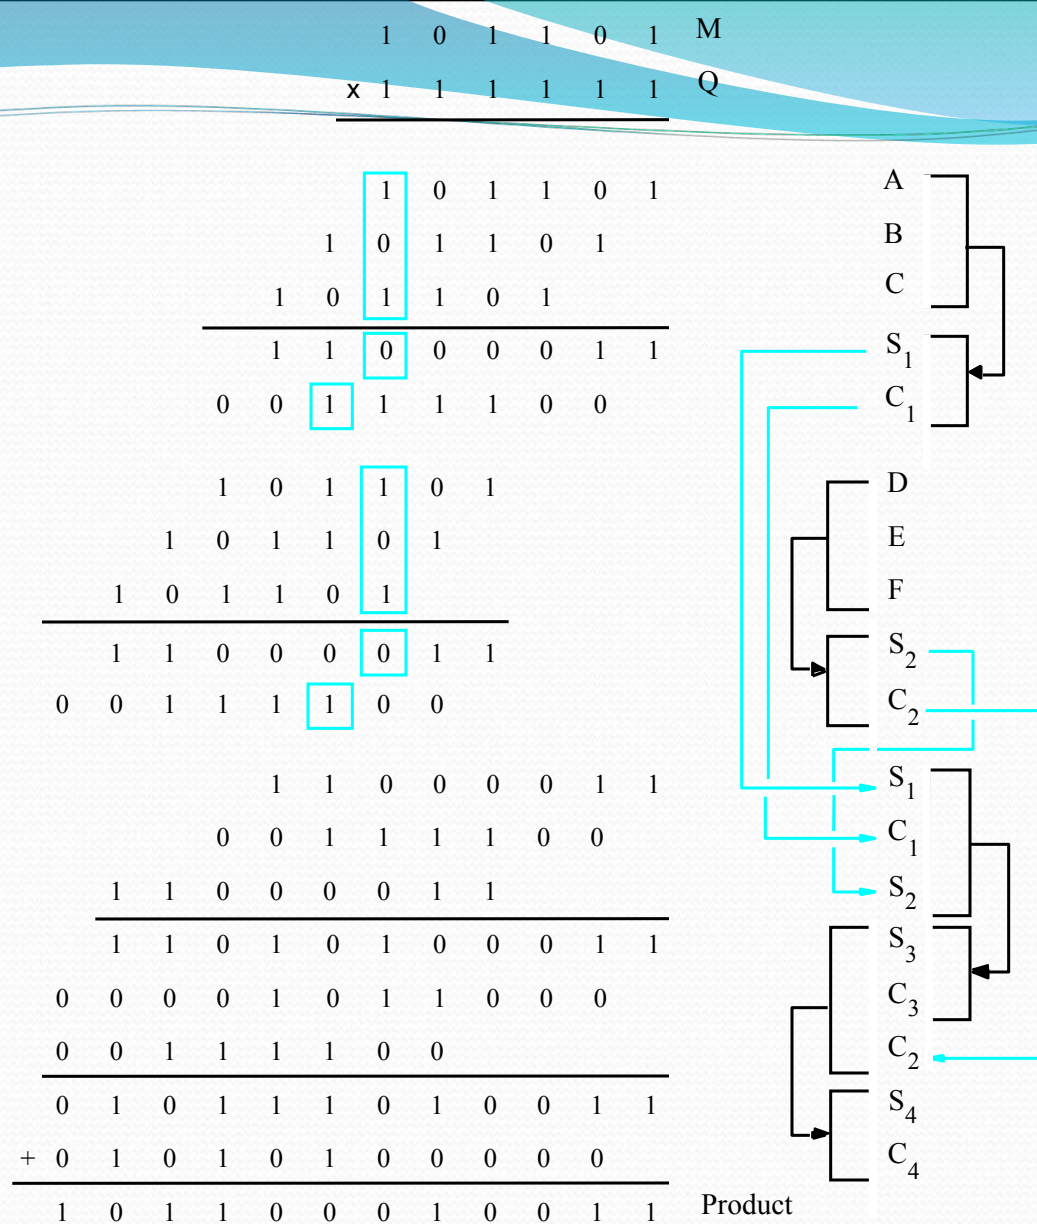 1 0 1 1 0 1 M
x 1 1 1 1 1 1 Q
1 0 1 1 0 1 A
1 0 1 1 0 1 B
1 0 1 1 0 1 C
1 1 0 0 0 0 1 1 S1
0 0 1 1 1 1 0 0 C1
1 0 1 1 0 1 D
1 0 1 1 0 1 E
1 0 1 1 0 1 F
1 1 0 0 0 0 1 1 S2
0 0 1 1 1 1 0 0 C2
1 1 0 0 0 0 1 1 S1
0 0 1 1 1 1 0 0 C1
1 1 0 0 0 0 1 1 S2
1 1 0 1 0 1 0 0 0 1 1 S3
0 0 0 0 1 0 1 1 0 0 0 C3
0 0 1 1 1 1 0 0 C2
0 1 0 1 1 1 0 1 0 0 1 1 S4
+ 0 1 0 1 0 1 0 0 0 0 0 C4
1 0 1 1 0 0 0 1 0 0 1 1 Product